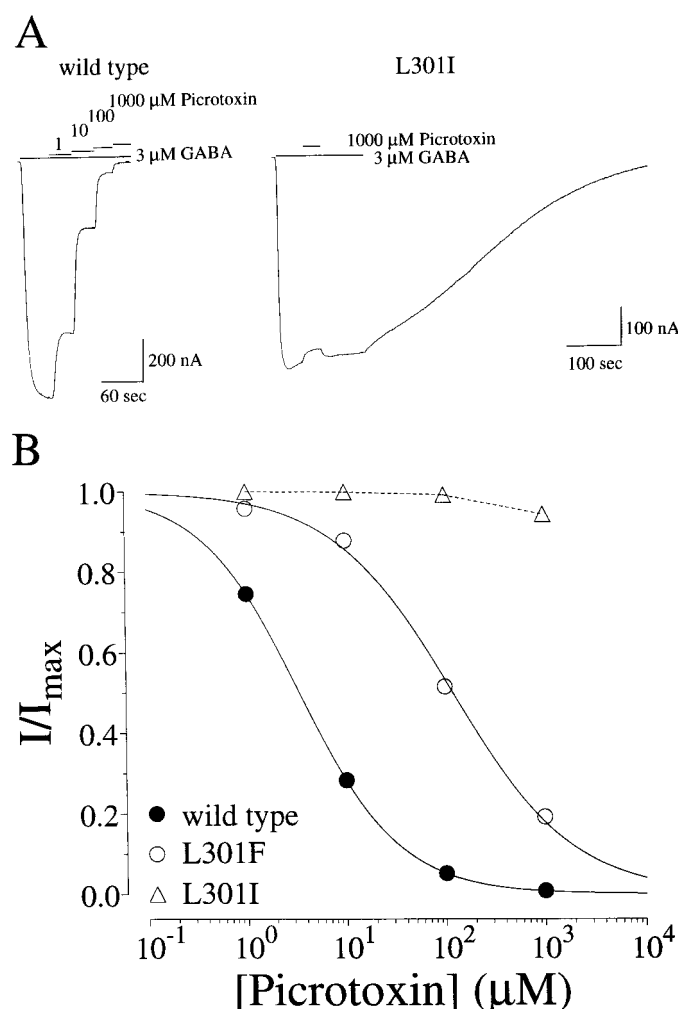 A
wild type
L301I
1000 μM Picrotoxin
100
10
1
3 μM GABA
1000 μM Picrotoxin
3 μM GABA
200 nA
60 sec
100 nA
100 sec
B
1.0
0.8
0.6
0.4
0.2
0.0
I/Imax
wild type
L301F
L301I
10-1
100
101
102
103
104
[Picrotoxin] (μM)